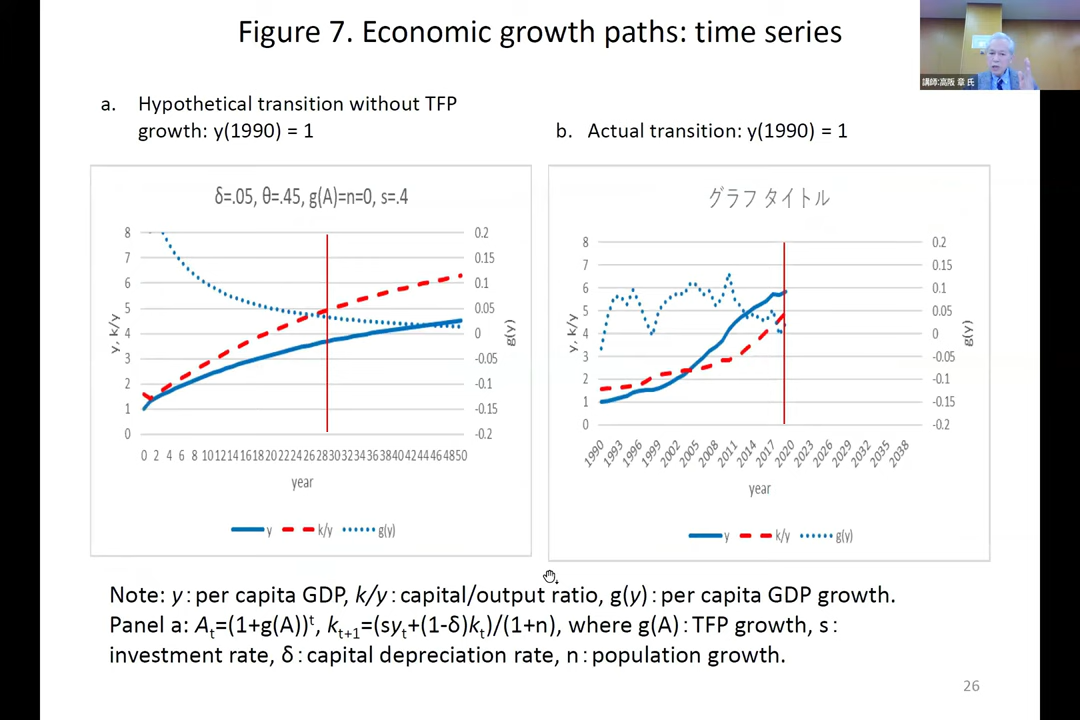 Figure 7. Economic growth paths: time series
講師:高阪 章 氏
a. Hypothetical transition without TFP
growth: y(1990) = 1
b. Actual transition: y(1990) = 1
δ=.05, θ=.45, g(A)=n=0, s=.4
8
7
6
5
4
3
2
1
0
y, k/y
0.2
0.15
0.1
0.05
0
-0.05
-0.1
-0.15
-0.2
g(y)
0 2 4 6 8 10 12 14 16 18 20 22 24 26 28 30 32 34 36 38 40 42 44 46 48 50
year
y k/y g(y)
グラフ タイトル
8
7
6
5
4
3
2
1
0
y, k/y
0.2
0.15
0.1
0.05
0
-0.05
-0.1
-0.15
-0.2
g(y)
1990 1993 1996 1999 2002 2005 2008 2011 2014 2017 2020 2023 2026 2029 2032 2035 2038
year
y k/y g(y)
Note: y：per capita GDP, k/y：capital/output ratio, g(y)：per capita GDP growth.
Panel a: At=(1+g(A))t, kt+1=(syt+(1-δ)kt)/(1+n), where g(A)：TFP growth, s：
investment rate, δ：capital depreciation rate, n：population growth.
26